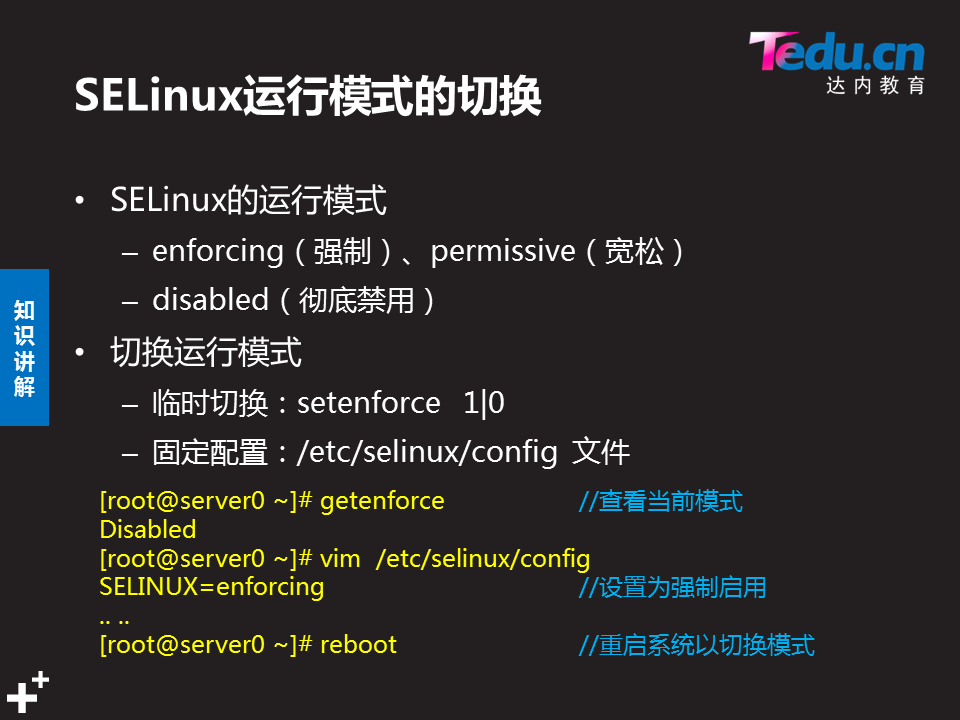 Tedu.cn
达内教育
SELinux运行模式的切换
• SELinux的运行模式
– enforcing（强制）、permissive（宽松）
– disabled（彻底禁用）
• 切换运行模式
– 临时切换：setenforce 1|0
– 固定配置：/etc/selinux/config 文件
知识讲解
[root@server0 ~]# getenforce //查看当前模式
Disabled
[root@server0 ~]# vim /etc/selinux/config
SELINUX=enforcing //设置为强制启用
.. ..
[root@server0 ~]# reboot //重启系统以切换模式